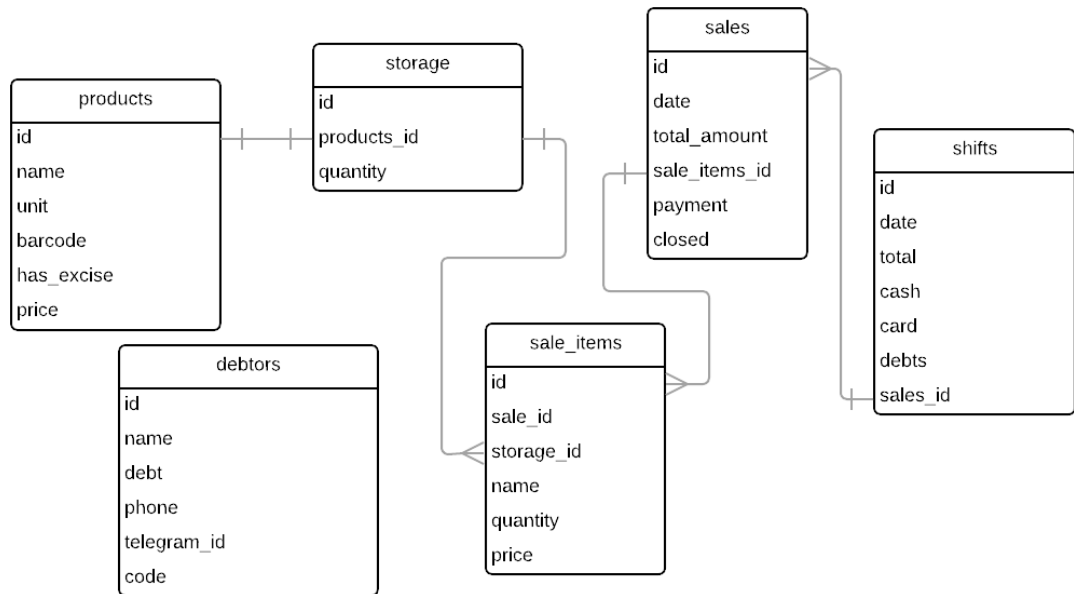 products
id
name
unit
barcode
has_excise
price
storage
id
products_id
quantity
sales
id
date
total_amount
sale_items_id
payment
closed
shifts
id
date
total
cash
card
debts
sales_id
debtors
id
name
debt
phone
telegram_id
code
sale_items
id
sale_id
storage_id
name
quantity
price